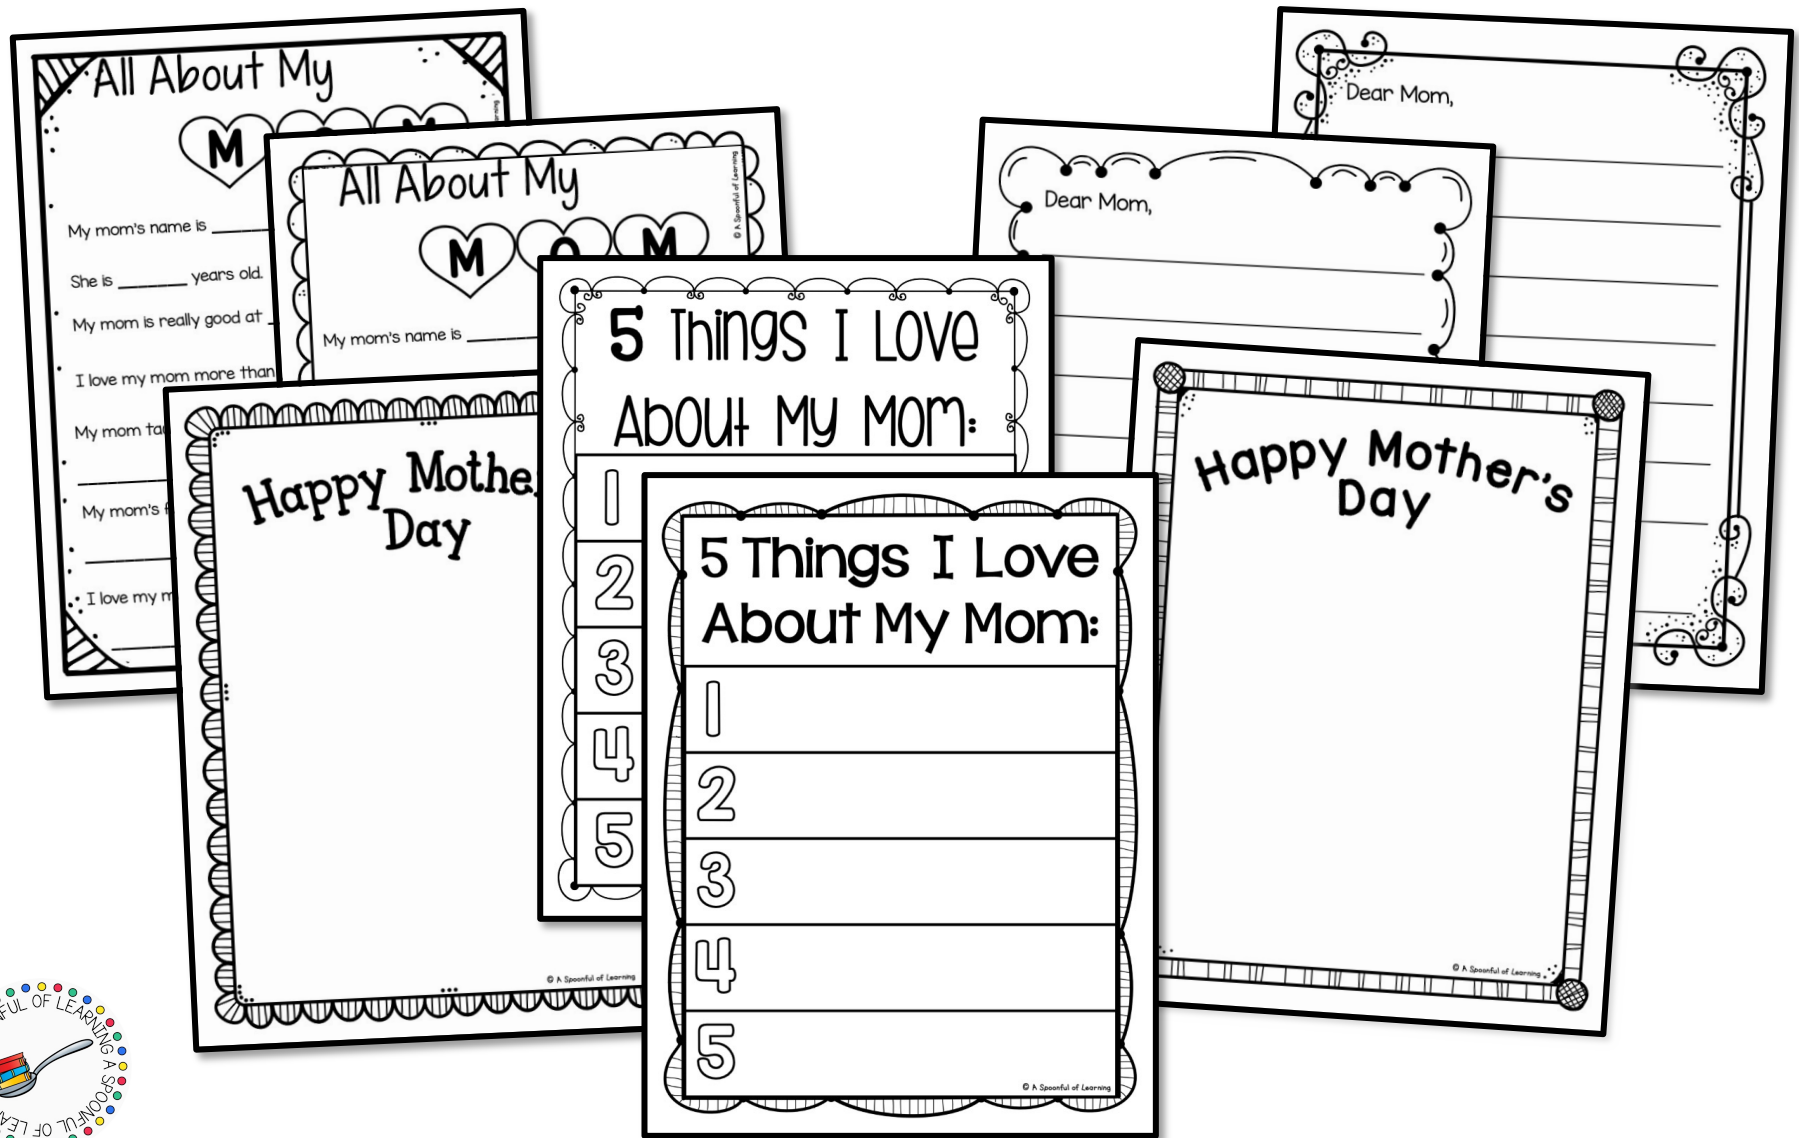 All About My
M
My mom's name is
She is ______ years old.
My mom is really good at
I love my mom more than
My mom
My mom's
I love my
All About My
M O M
© A Spoonful of Learning
My mom's name is
Happy
Day
© A Spoonful of Learning
5 Things I Love
About My Mom:
1
2
3
4
5
5 Things I Love
About My Mom:
1
2
3
4
5
© A Spoonful of Learning
Dear Mom,
Dear Mom,
Happy Mother's
Day
© A Spoonful of Learning
OF LEARNING A SPOONFUL OF